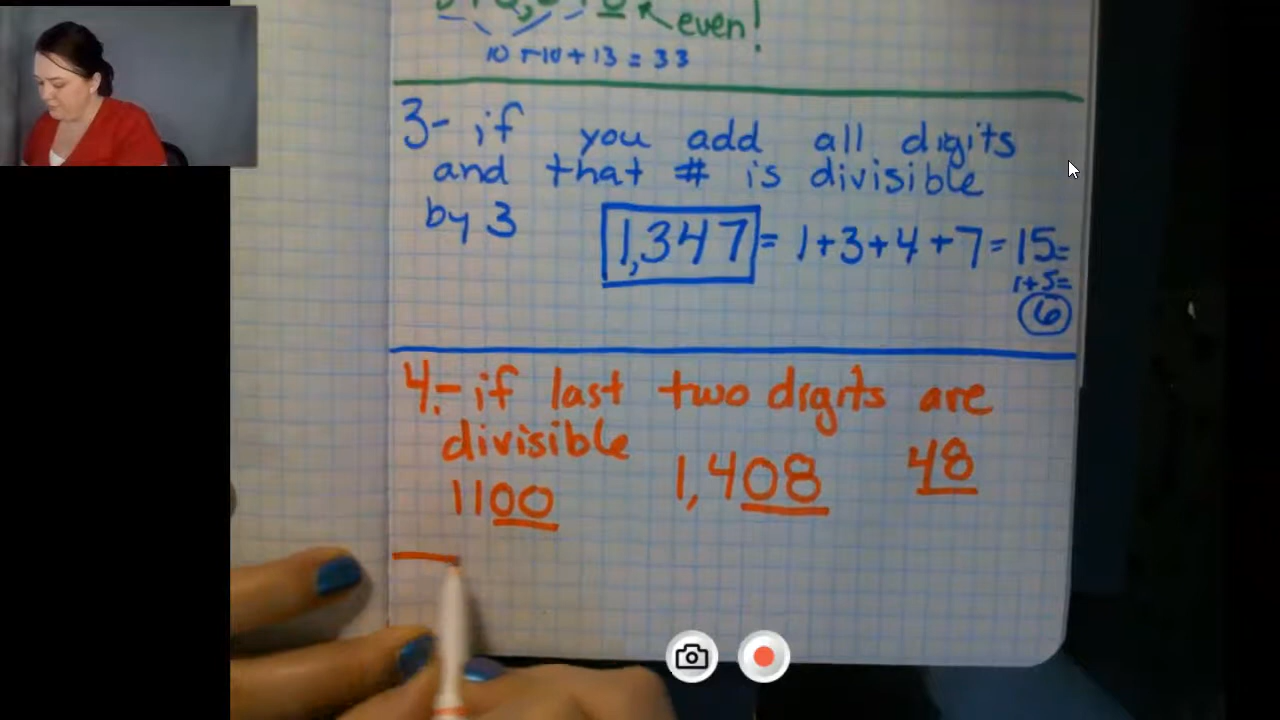 even!
10 + 10 + 13 = 33
3- if you add all digits
and that # is divisible
by 3 1,347 = 1+3+4+7 = 15=
1+5=
6
4.- if last two digits are
divisible
1100 1,408 48